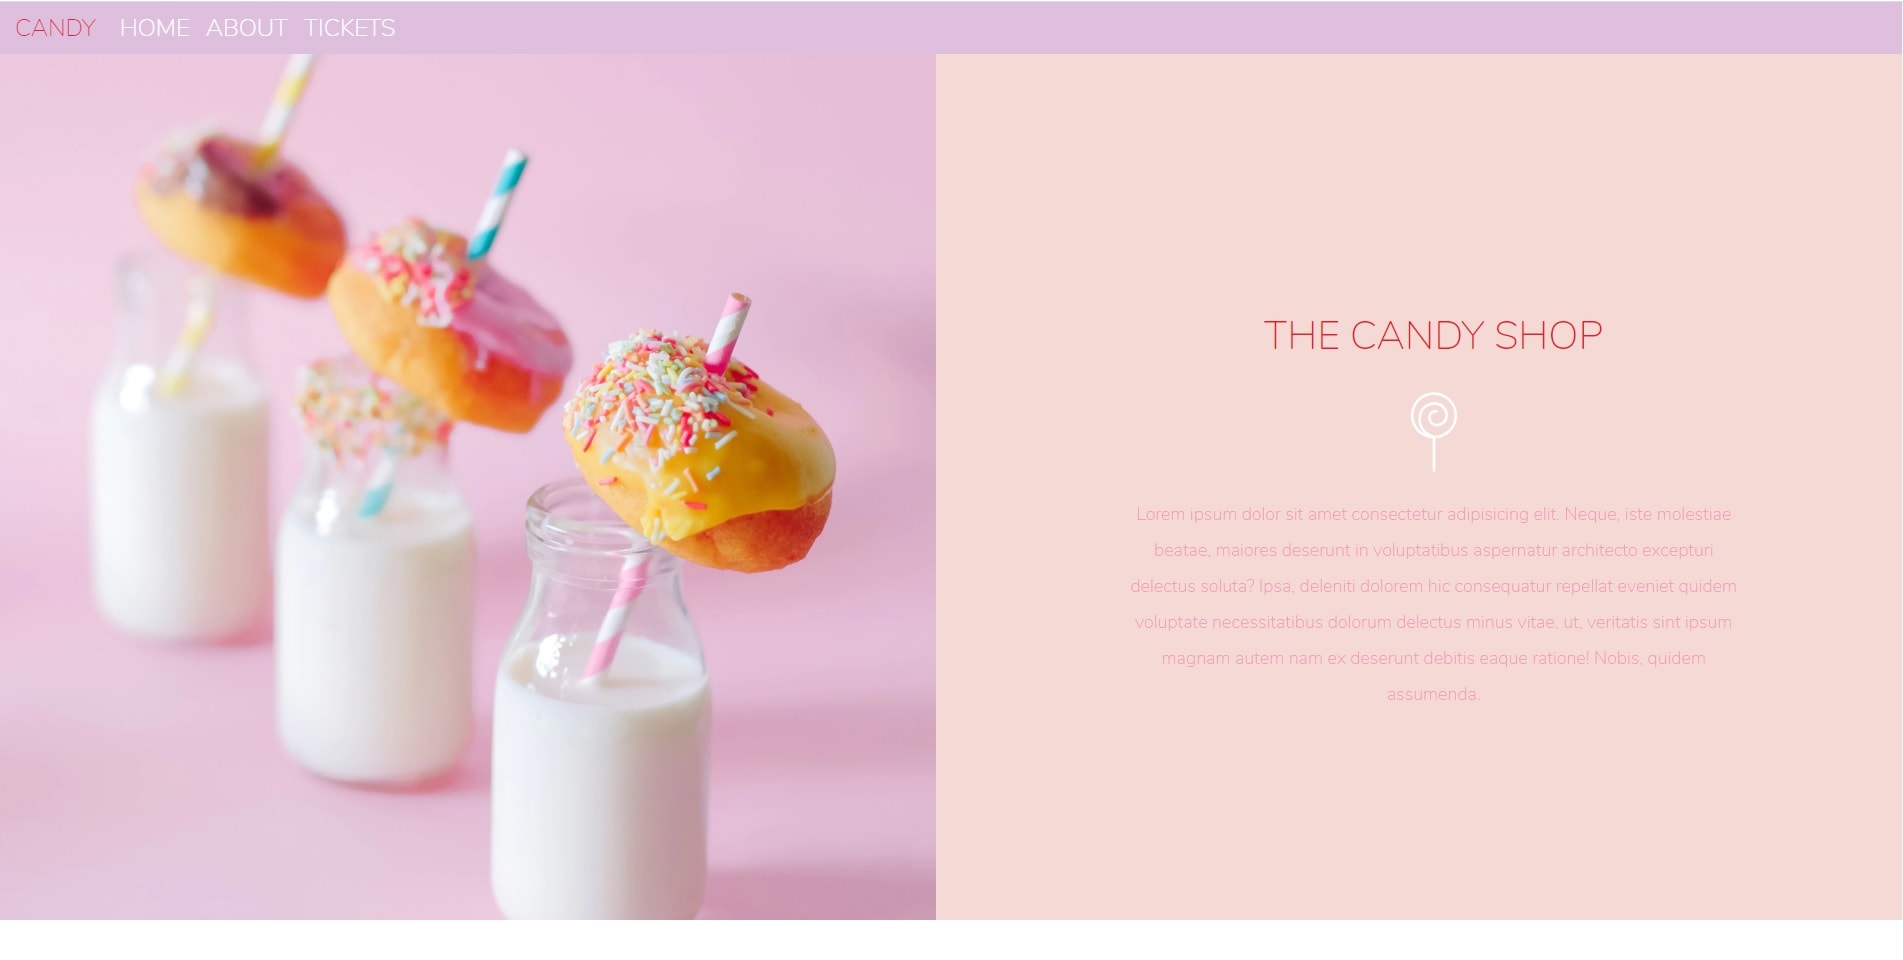 CANDY HOME ABOUT TICKETS
THE CANDY SHOP
Lorem ipsum dolor sit amet consectetur adipisicing elit. Neque, iste molestiae
beatae, maiores deserunt in voluptatibus aspernatur architecto excepturi
delectus soluta? Ipsa, deleniti dolorem hic consequatur repellat eveniet quidem
voluptate necessitatibus dolorum delectus minus vitae, ut, veritatis sint ipsum
magnam autem nam ex deserunt debitis eaque ratione! Nobis, quidem
assumenda.